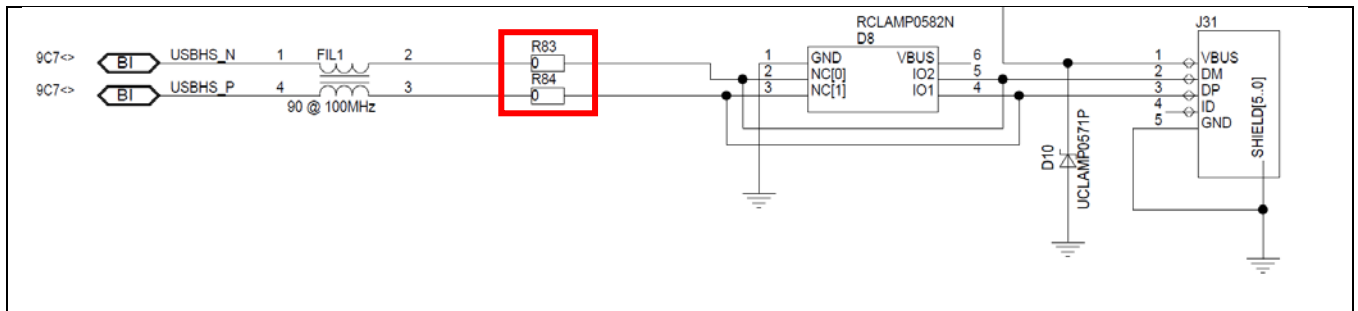 9C7<> BI USBHS_N 1 FIL1 2
9C7<> BI USBHS_P 4 3
90 @ 100MHz
R83
0
R84
0
RCLAMP0582N
D8
1 GND VBUS 6
2 NC[0] IO2 5
3 NC[1] IO1 4
D10
UCLAMP0571P
J31
1 VBUS
2 DM
3 DP
4 ID
5 GND
SHIELD[5..0]